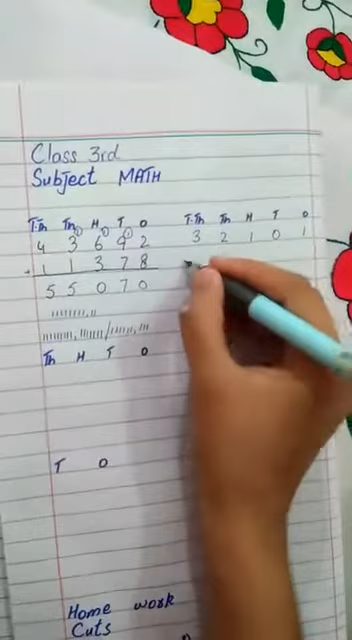 Class 3rd
Subject MATH
T.Th Th H T O T.Th Th H T O
4 3 6 9 2 3 2 1 0 1
+ 1 1 3 7 8
5 5 0 7 0
Th H T O
T O
Home work
Cuts